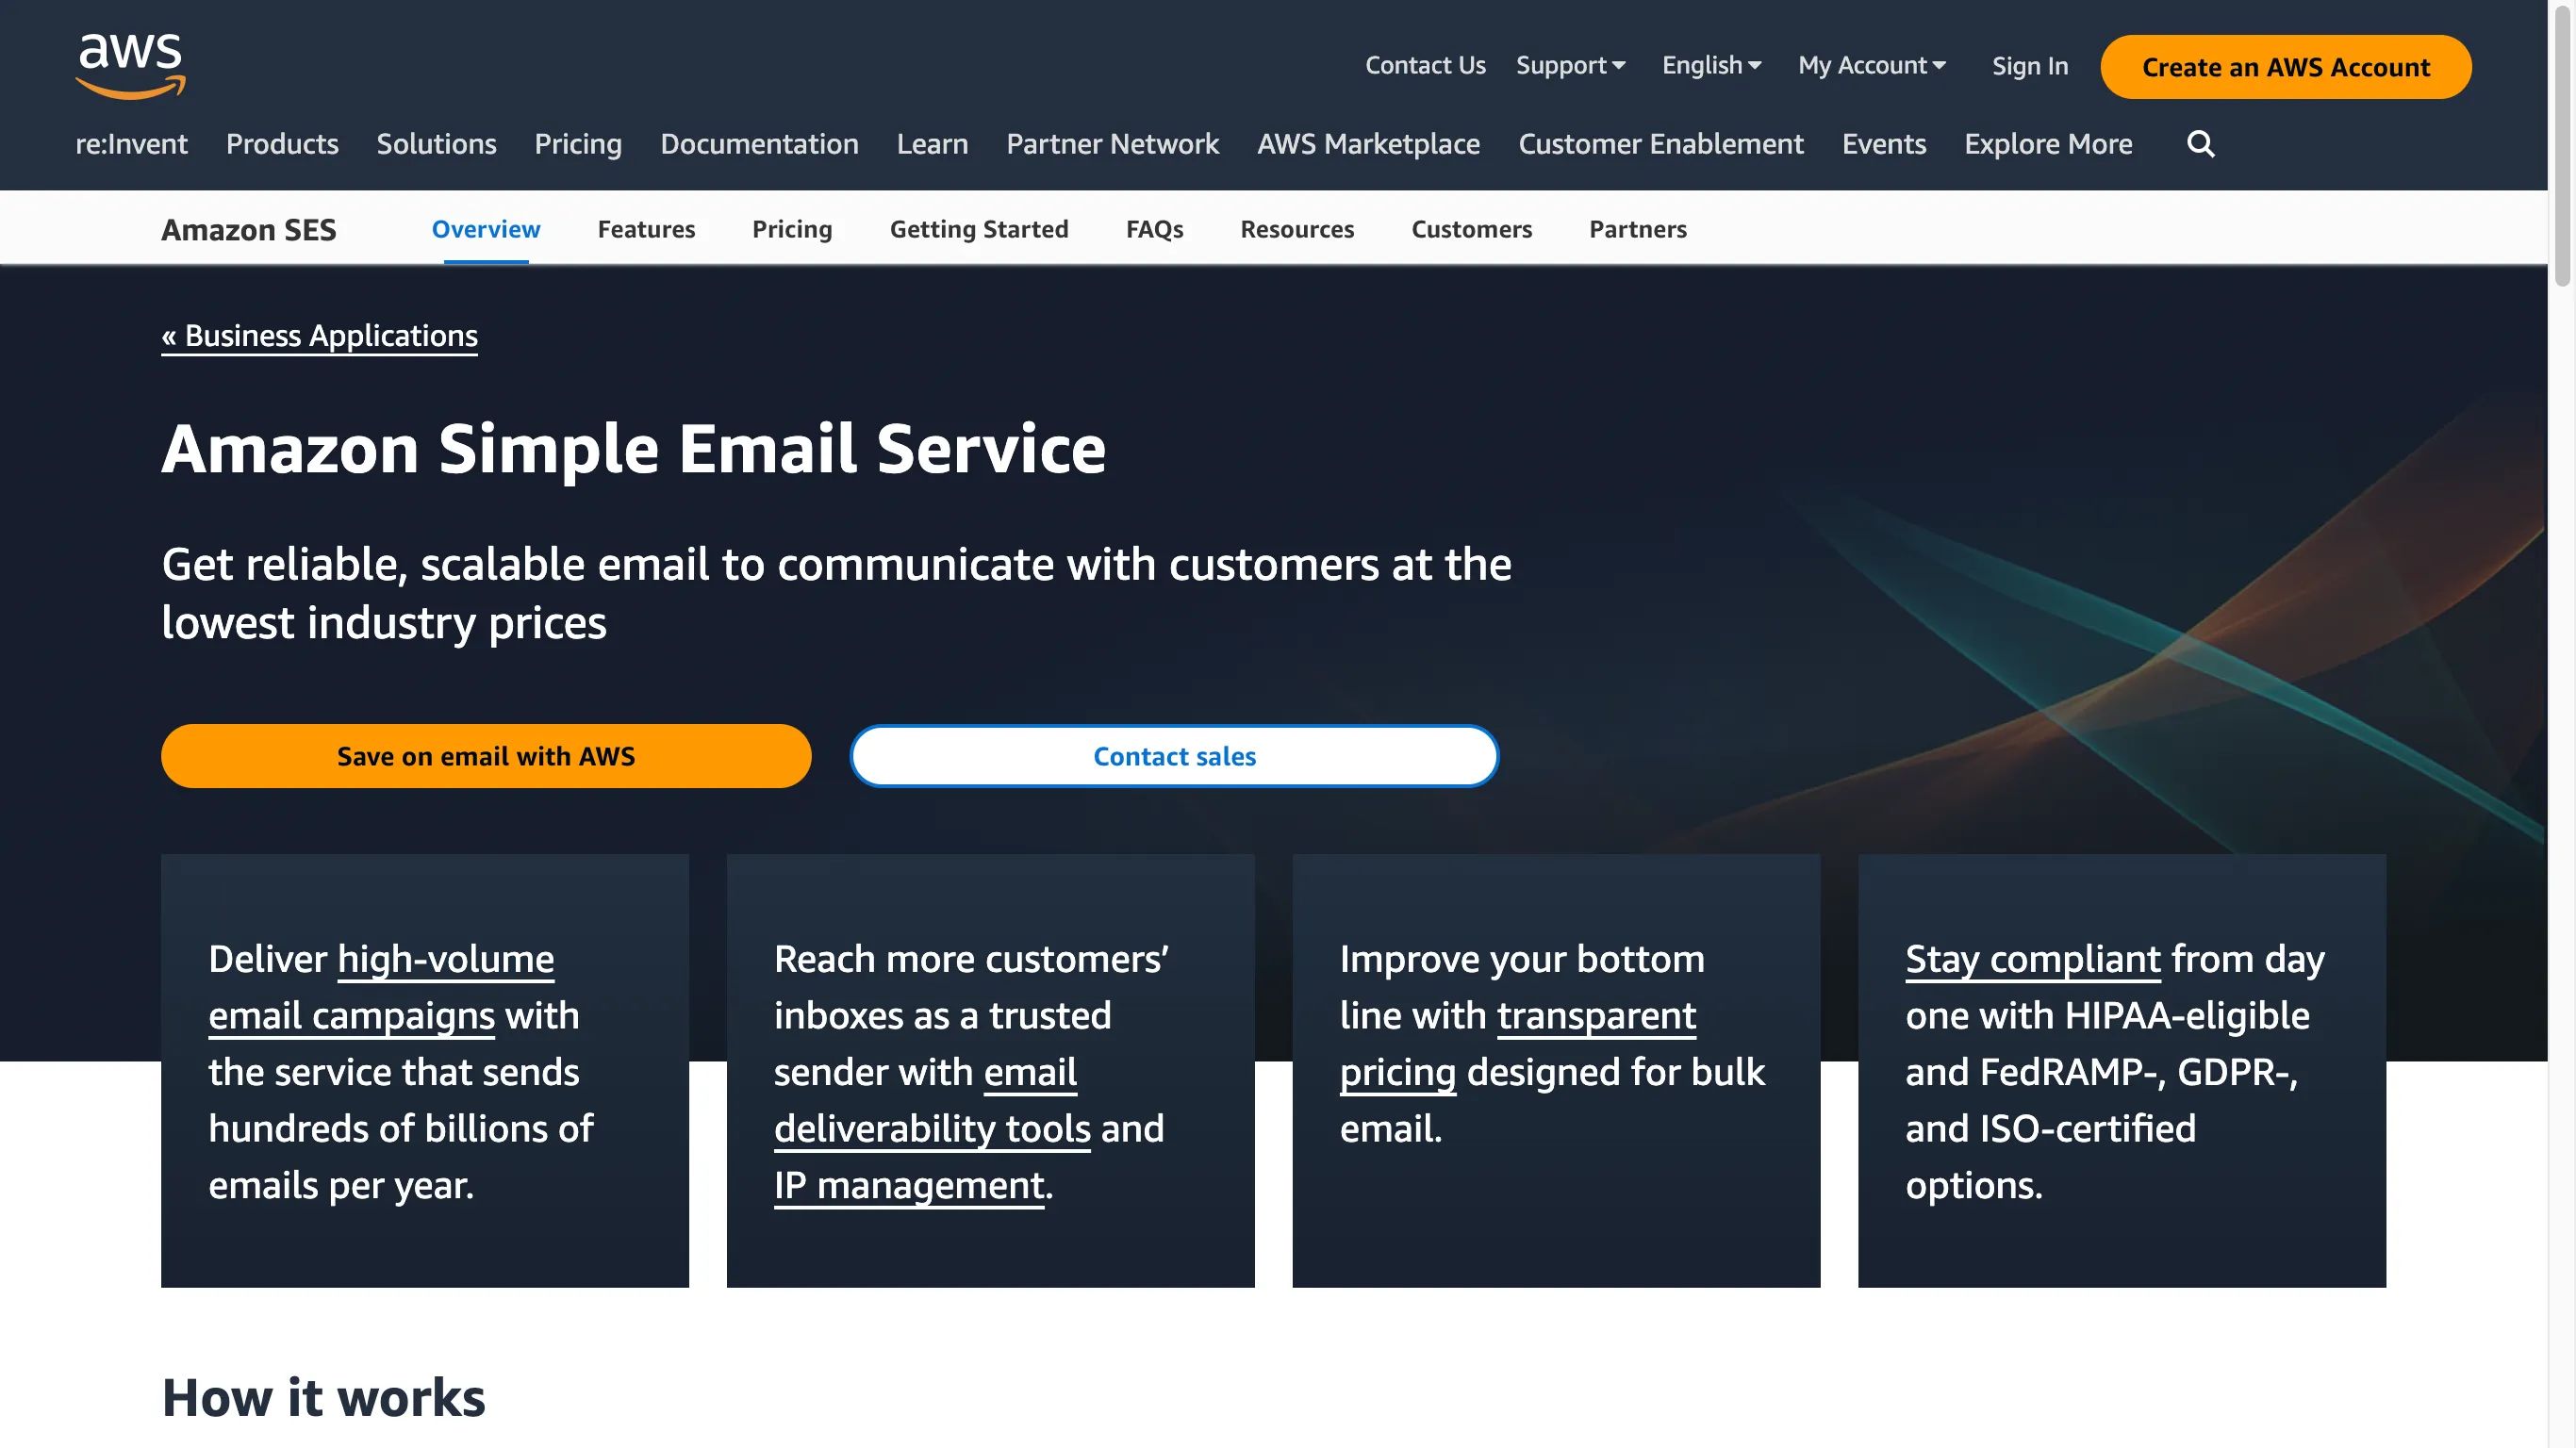 aws
Contact Us Support English My Account Sign In Create an AWS Account
re:Invent Products Solutions Pricing Documentation Learn Partner Network AWS Marketplace Customer Enablement Events Explore More
Amazon SES Overview Features Pricing Getting Started FAQs Resources Customers Partners
« Business Applications
Amazon Simple Email Service
Get reliable, scalable email to communicate with customers at the
lowest industry prices
Save on email with AWS
Contact sales
Deliver high-volume
email campaigns with
the service that sends
hundreds of billions of
emails per year.
Reach more customers’
inboxes as a trusted
sender with email
deliverability tools and
IP management.
Improve your bottom
line with transparent
pricing designed for bulk
email.
Stay compliant from day
one with HIPAA-eligible
and FedRAMP-, GDPR-,
and ISO-certified
options.
How it works